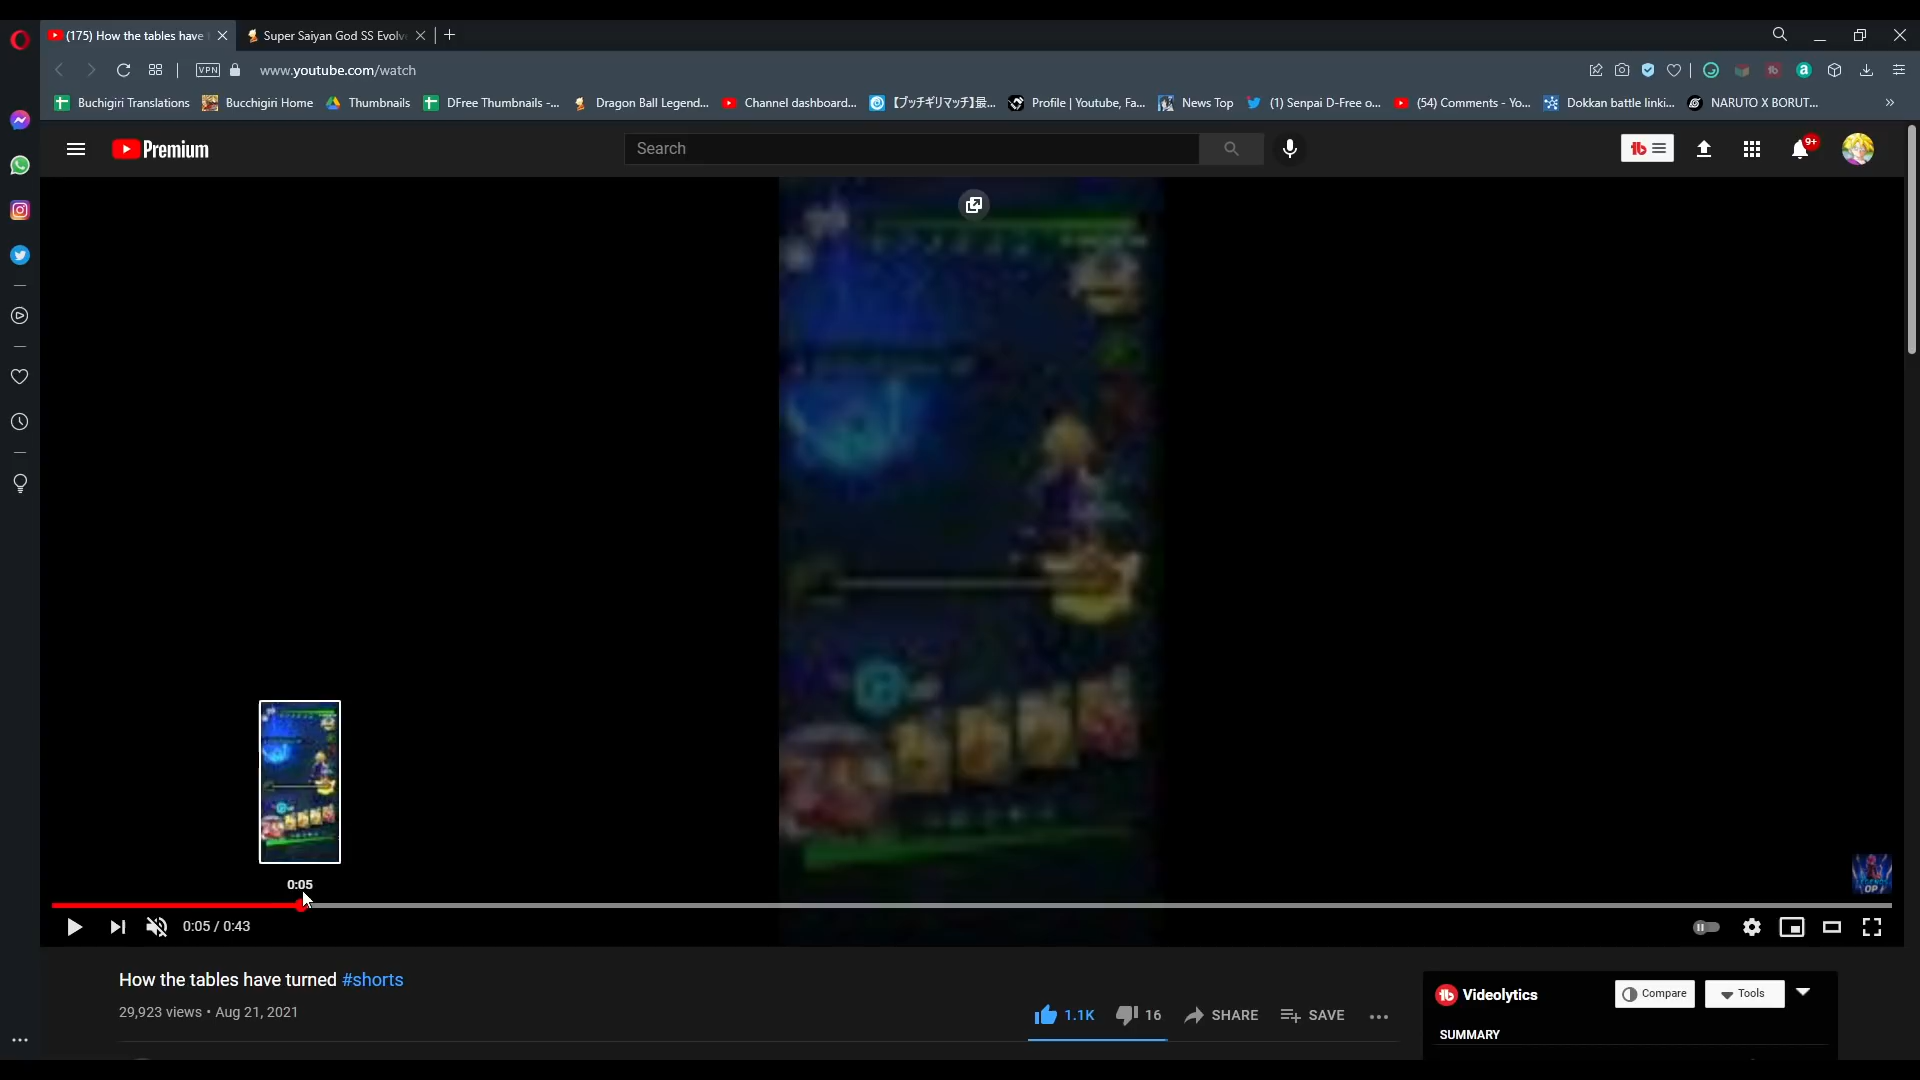 (175) How the tables have
Super Saiyan God SS Evolv
VPN
www.youtube.com/watch
Buchigiri Translations
Bucchigiri Home
Thumbnails
DFree Thumbnails -...
Dragon Ball Legend...
Channel dashboard...
【ブッチギリマッチ】最...
Profile | Youtube, Fa...
News Top
(1) Senpai D-Free o...
(54) Comments - Yo...
Dokkan battle linki...
NARUTO X BORUT...
Premium
Search
9+
0:05
0:05 / 0:43
How the tables have turned #shorts
29,923 views • Aug 21, 2021
1.1K
16
SHARE
SAVE
Videolytics
Compare
Tools
SUMMARY